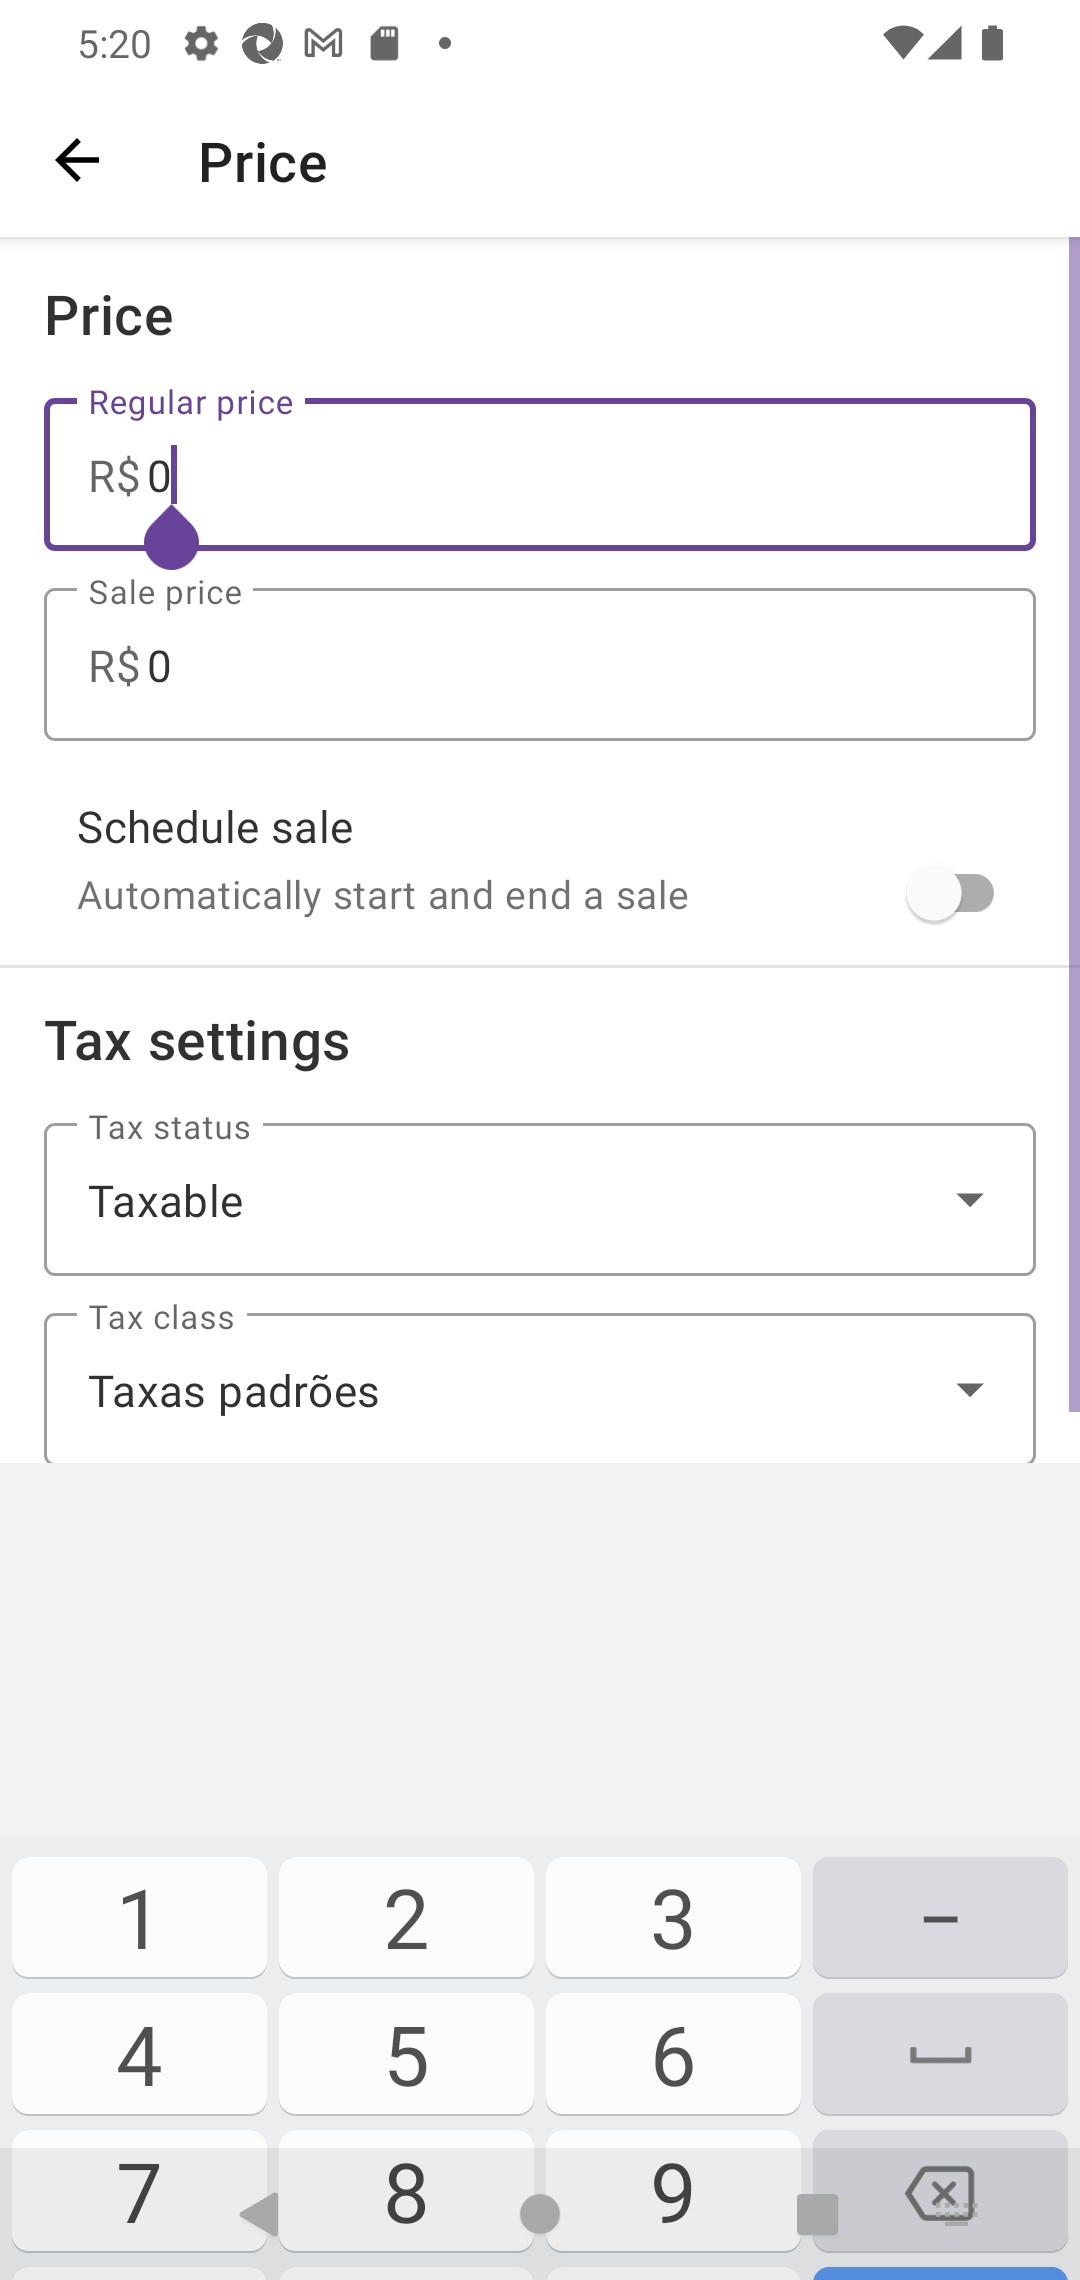 5:20
Price
Price
Regular price
R$ 0
Sale price
R$ 0
Schedule sale
Automatically start and end a sale
Tax settings
Tax status
Taxable
Tax class
Taxas padrões
1 2 3 –
4 5 6
7 8 9